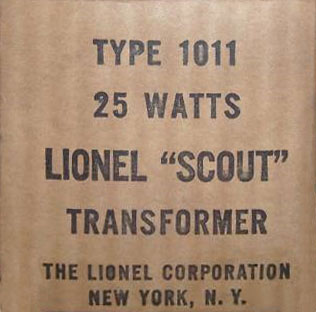 TYPE 1011
25 WATTS
LIONEL “SCOUT”
TRANSFORMER
THE LIONEL CORPORATION
NEW YORK, N. Y.